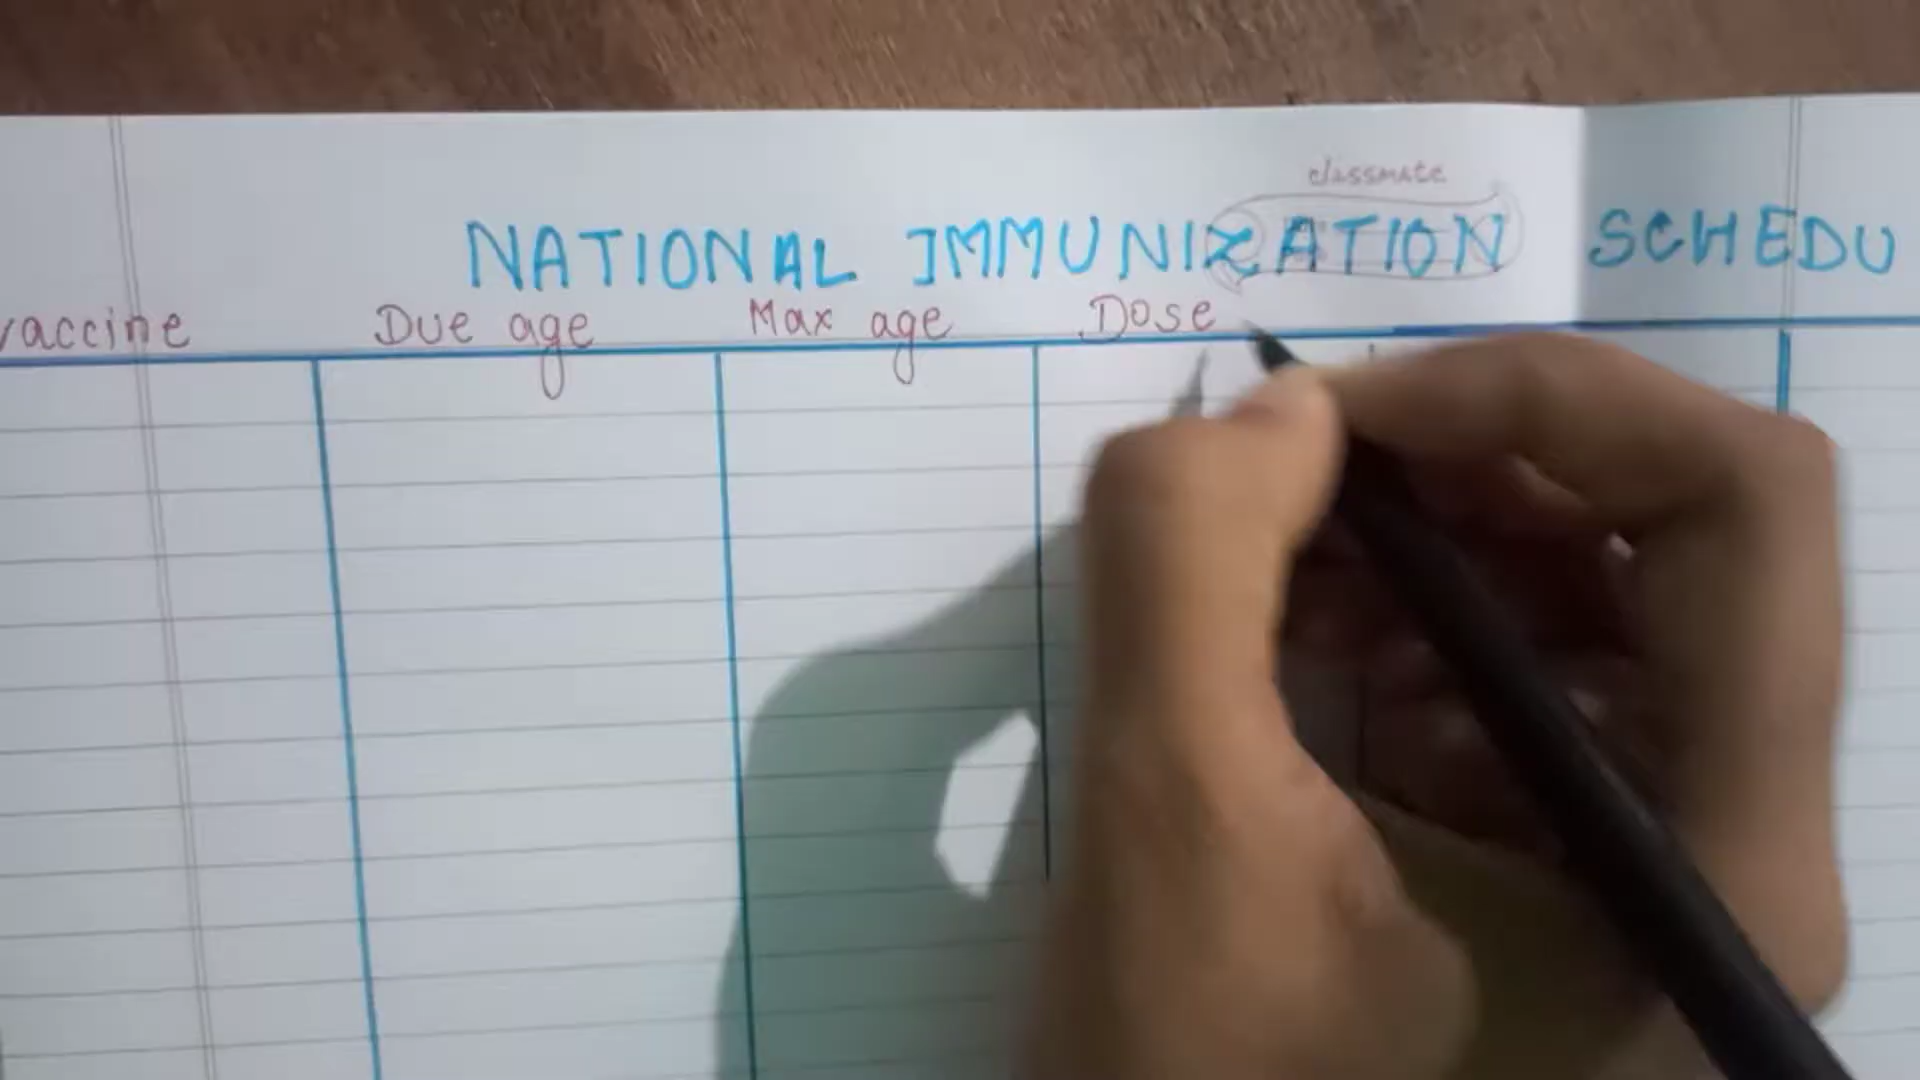 classmate
NATIONAL IMMUNIZATION SCHEDU
vaccine Due age Max age Dose